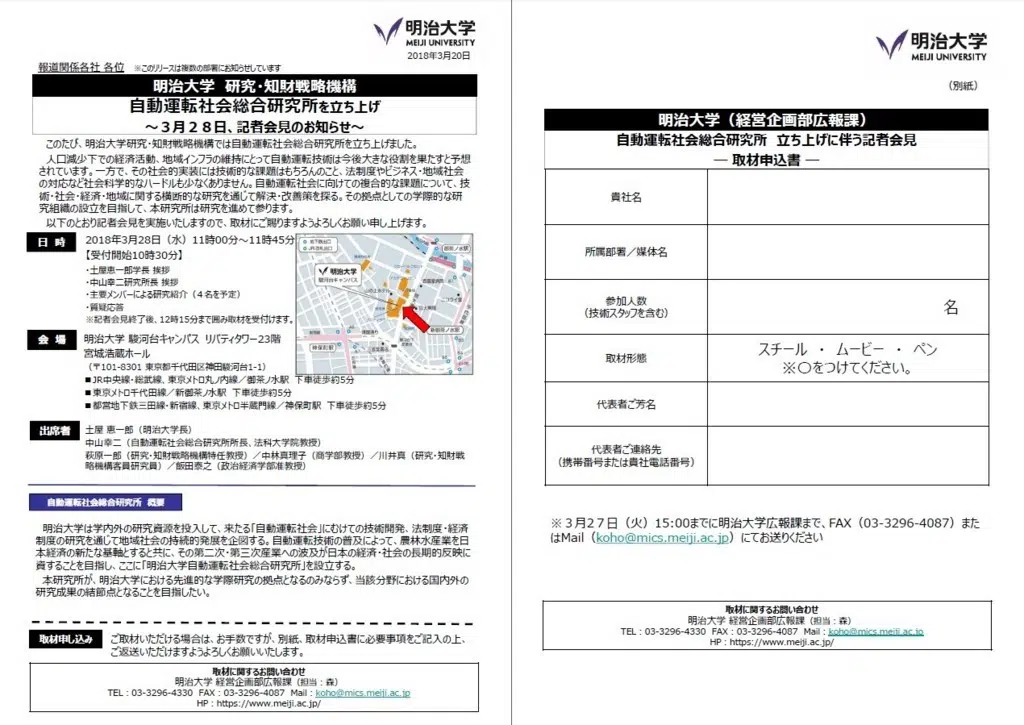 明治大学
MEIJI UNIVERSITY
2018年3月20日
報道関係各社 各位 ※このリリースは複数の部署にお知らせしています
明治大学 研究・知財戦略機構
自動運転社会総合研究所を立ち上げ
～３月２８日、記者会見のお知らせ～
このたび、明治大学研究・知財戦略機構では自動運転社会総合研究所を立ち上げました。
人口減少下での経済活動、地域インフラの維持にとって自動運転技術は今後大きな役割を果たすと予想
されています。一方で、その社会的実装には技術的な課題はもちろんのこと、法制度やビジネス・地域社会
の対応など社会科学的なハードルも少なくありません。自動運転社会に向けての複合的な課題について、技
術・社会・経済・地域に関する横断的な研究を通じて解決・改善策を探る。その拠点としての学際的な研
究組織の設立を目指して、本研究所は研究を進めて参ります。
以下のとおり記者会見を実施いたしますので、取材にご賜りますようよろしくお願い申し上げます。
日 時
2018年3月28日（水）11時00分～11時45分
【受付開始10時30分】
・土屋恵一郎学長 挨拶
・中山幸二研究所長 挨拶
・主要メンバーによる研究紹介（４名を予定）
・質疑応答
※記者会見終了後、12時15分まで囲み取材を受付けます。
明治大学
駿河台キャンパス
御茶ノ水駅
新御茶ノ水駅
神保町駅
会 場
明治大学 駿河台キャンパス リバティタワー23階
宮城浩蔵ホール
（〒101-8301 東京都千代田区神田駿河台1-1）
■JR中央線・総武線、東京メトロ丸ノ内線／御茶ノ水駅 下車徒歩約5分
■東京メトロ千代田線／新御茶ノ水駅 下車徒歩約5分
■都営地下鉄三田線・新宿線、東京メトロ半蔵門線／神保町駅 下車徒歩約5分
出席者
土屋 恵一郎（明治大学長）
中山幸二（自動運転社会総合研究所所長、法科大学院教授）
萩原一郎（研究・知財戦略機構特任教授）／中林真理子（商学部教授）／川井真（研究・知財戦
略機構客員研究員）／飯田泰之（政治経済学部准教授）
自動運転社会総合研究所 概要
明治大学は学内外の研究資源を投入して、来たる「自動運転社会」にむけての技術開発、法制度・経済
制度の研究を通じて地域社会の持続的発展を企図する。自動運転技術の普及によって、農林水産業を日
本経済の新たな基軸とすると共に、その第二次・第三次産業への波及が日本の経済・社会の長期的反映に
資することを目指し、ここに「明治大学自動運転社会総合研究所」を設立する。
本研究所が、明治大学における先進的な学際研究の拠点となるのみならず、当該分野における国内外の
研究成果の結節点となることを目指したい。
取材申し込み
ご取材いただける場合は、お手数ですが、別紙、取材申込書に必要事項をご記入の上、
ご返送いただけますようよろしくお願いいたします。
取材に関するお問い合わせ
明治大学 経営企画部広報課（担当：森）
TEL：03-3296-4330 FAX：03-3296-4087 Mail：koho@mics.meiji.ac.jp
HP：https://www.meiji.ac.jp/
明治大学
MEIJI UNIVERSITY
（別紙）
明治大学（経営企画部広報課）
自動運転社会総合研究所 立ち上げに伴う記者会見
― 取材申込書 ―
貴社名
所属部署／媒体名
参加人数
（技術スタッフを含む）
名
取材形態
スチール ・ ムービー ・ ペン
※〇をつけてください。
代表者ご芳名
代表者ご連絡先
（携帯番号または貴社電話番号）
※３月２７日（火）15:00までに明治大学広報課まで、FAX（03-3296-4087）また
はMail（koho@mics.meiji.ac.jp）にてお送りください
取材に関するお問い合わせ
明治大学 経営企画部広報課（担当：森）
TEL：03-3296-4330 FAX：03-3296-4087 Mail：koho@mics.meiji.ac.jp
HP：https://www.meiji.ac.jp/